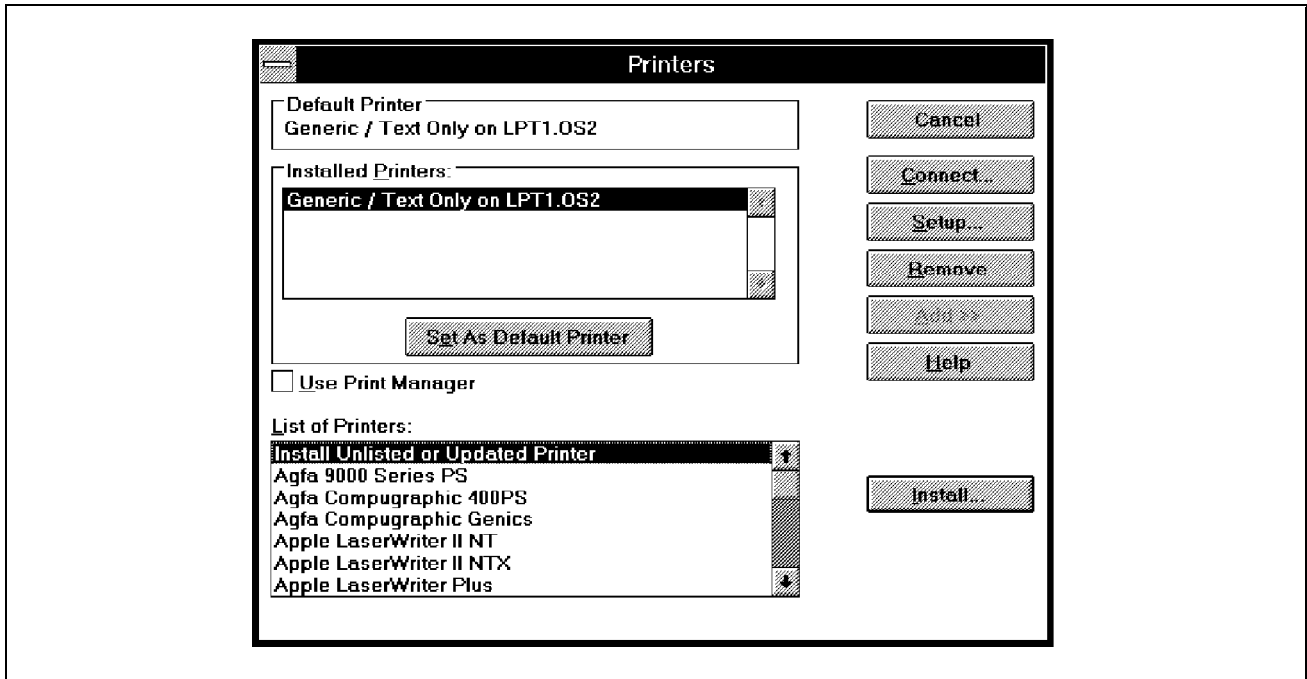 Printers
Default Printer
Generic / Text Only on LPT1.OS2
Cancel
Installed Printers:
Connect...
Generic / Text Only on LPT1.OS2
Setup...
Remove
Add >>
Set As Default Printer
Help
Use Print Manager
List of Printers:
Install Unlisted or Updated Printer
Agfa 9000 Series PS
Agfa Compugraphic 400PS
Install...
Agfa Compugraphic Genics
Apple LaserWriter II NT
Apple LaserWriter II NTX
Apple LaserWriter Plus